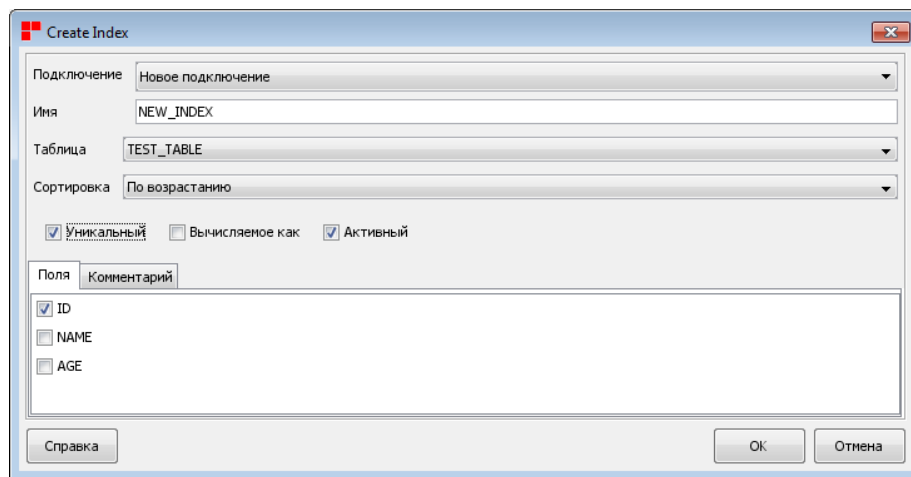 Create Index
Подключение Новое подключение
Имя NEW_INDEX
Таблица TEST_TABLE
Сортировка По возрастанию
Уникальный Вычисляемое как Активный
Поля Комментарий
ID
NAME
AGE
Справка OK Отмена